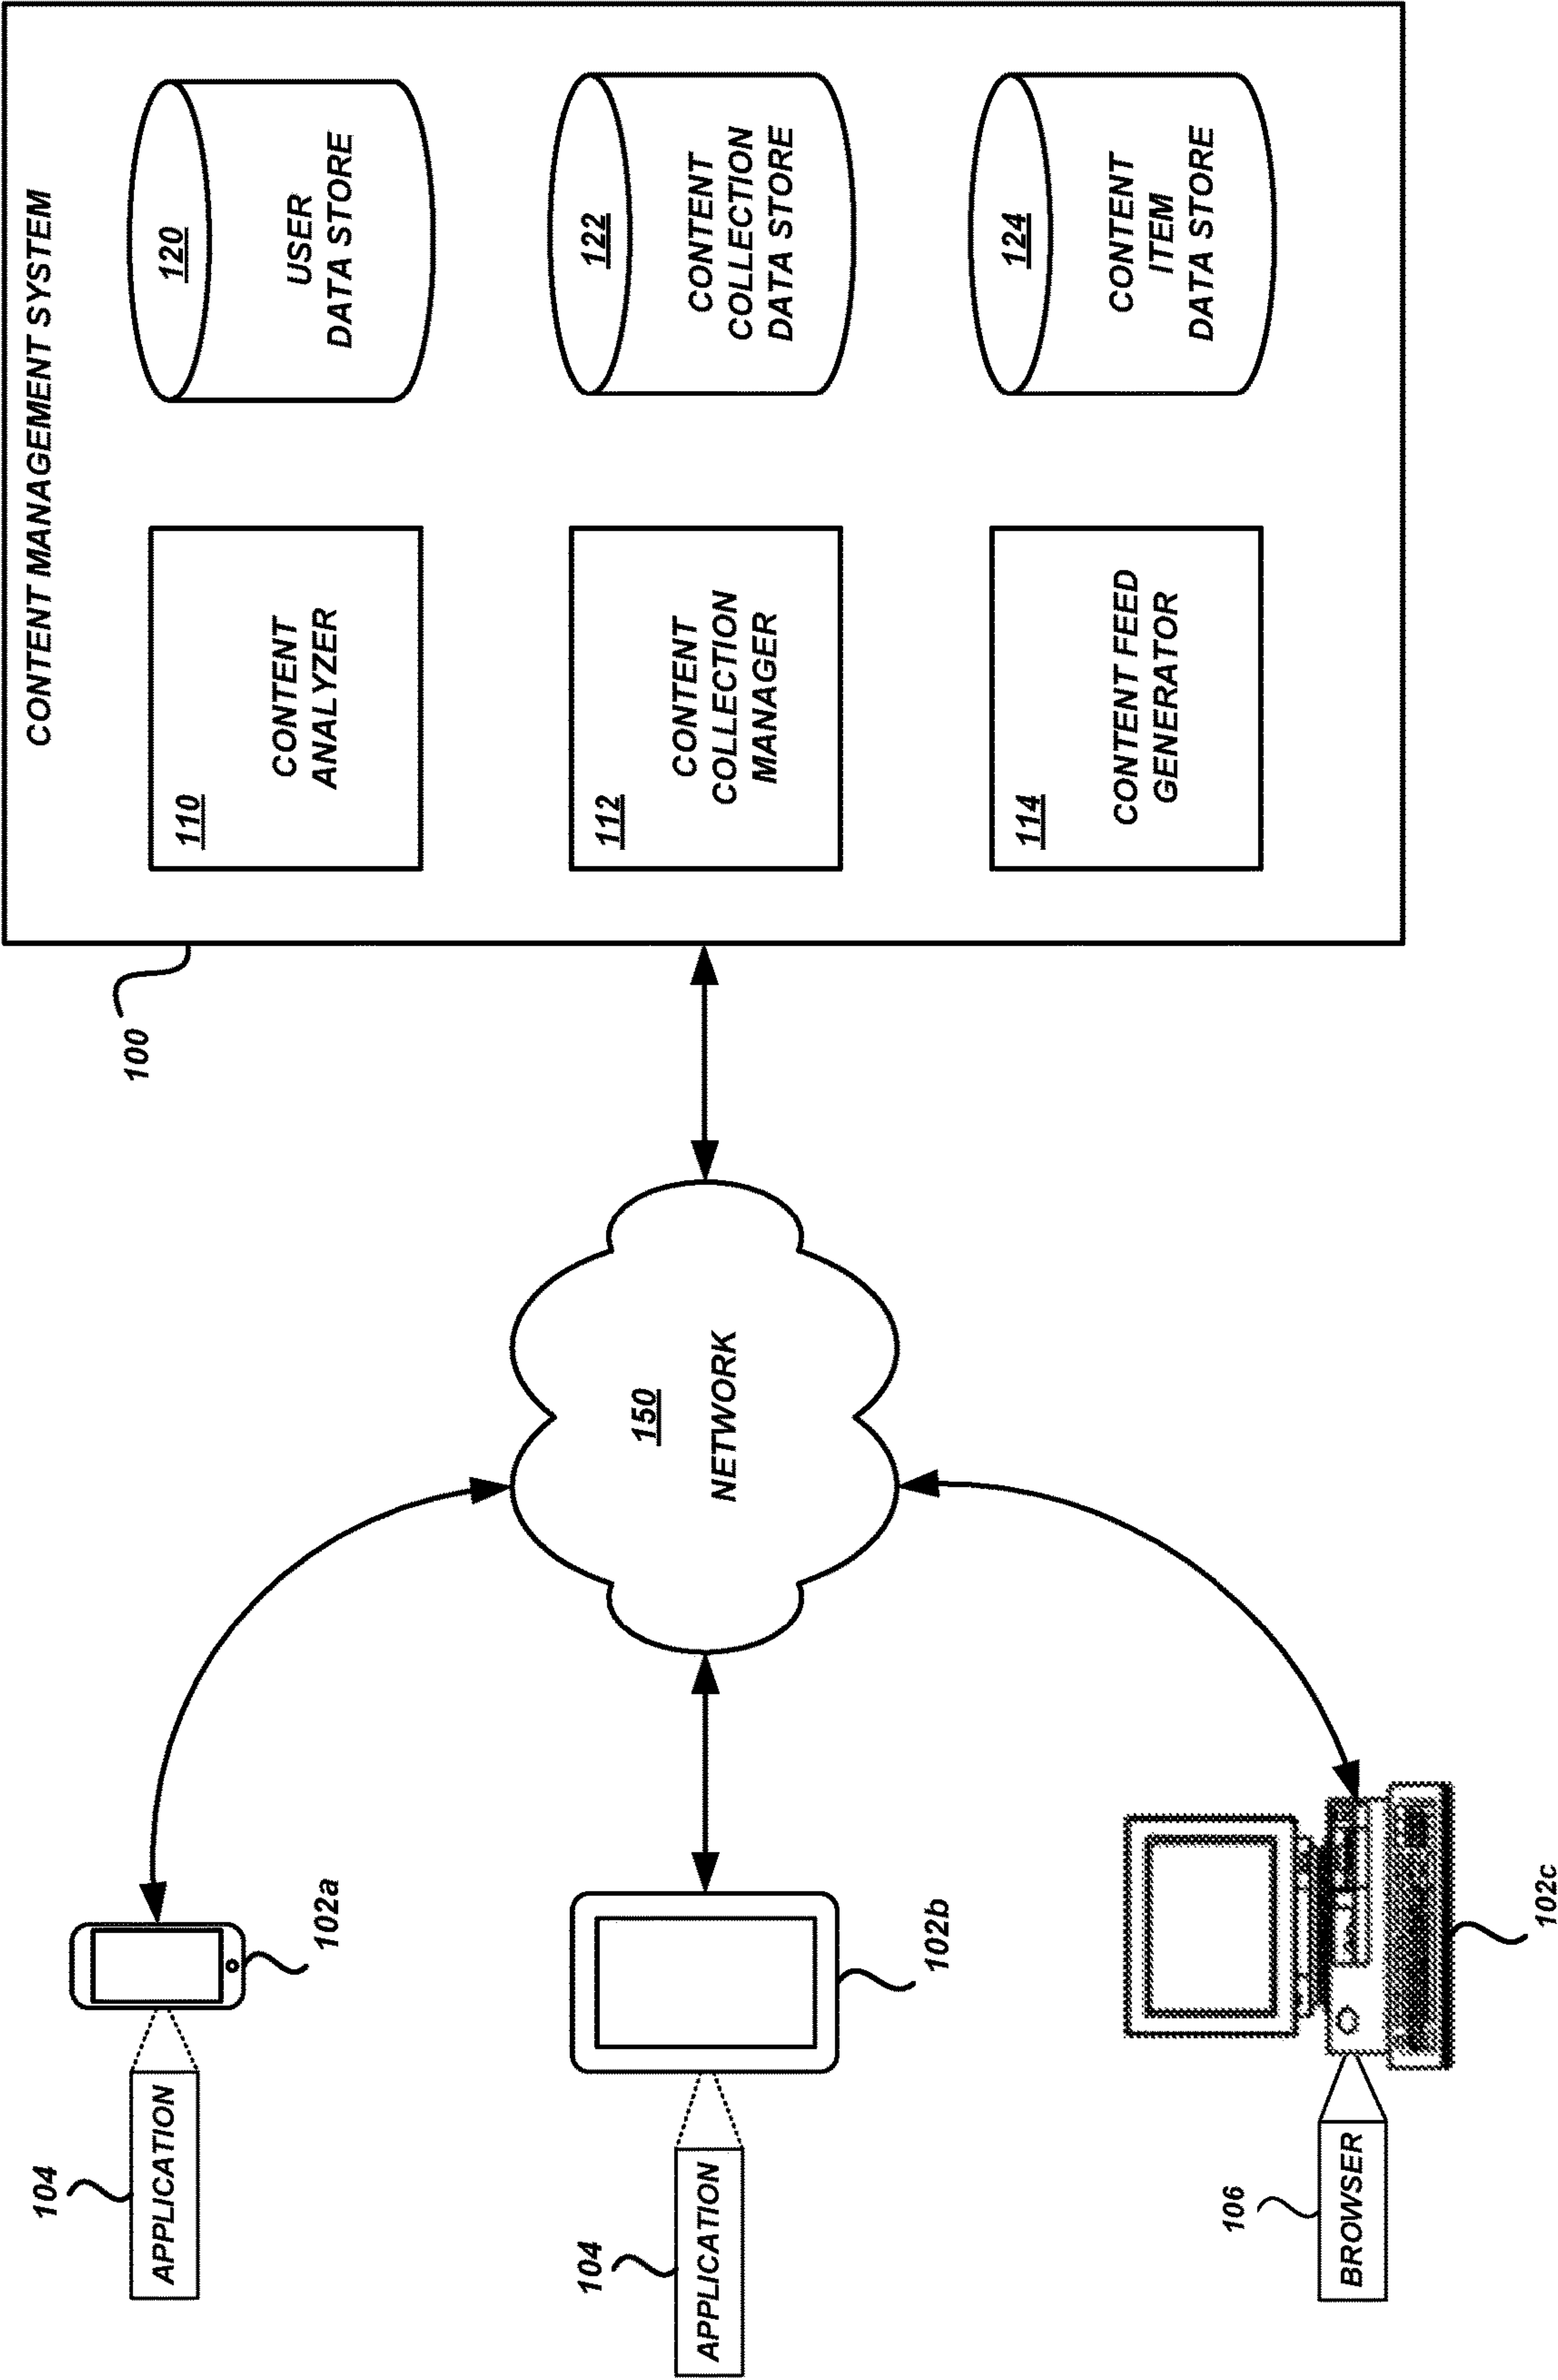 CONTENT MANAGEMENT SYSTEM
100
110
CONTENT
ANALYZER
120
USER
DATA STORE
112
CONTENT
COLLECTION
MANAGER
122
CONTENT
COLLECTION
DATA STORE
114
CONTENT FEED
GENERATOR
124
CONTENT
ITEM
DATA STORE
150
NETWORK
104
APPLICATION
102a
104
APPLICATION
102b
106
BROWSER
102c